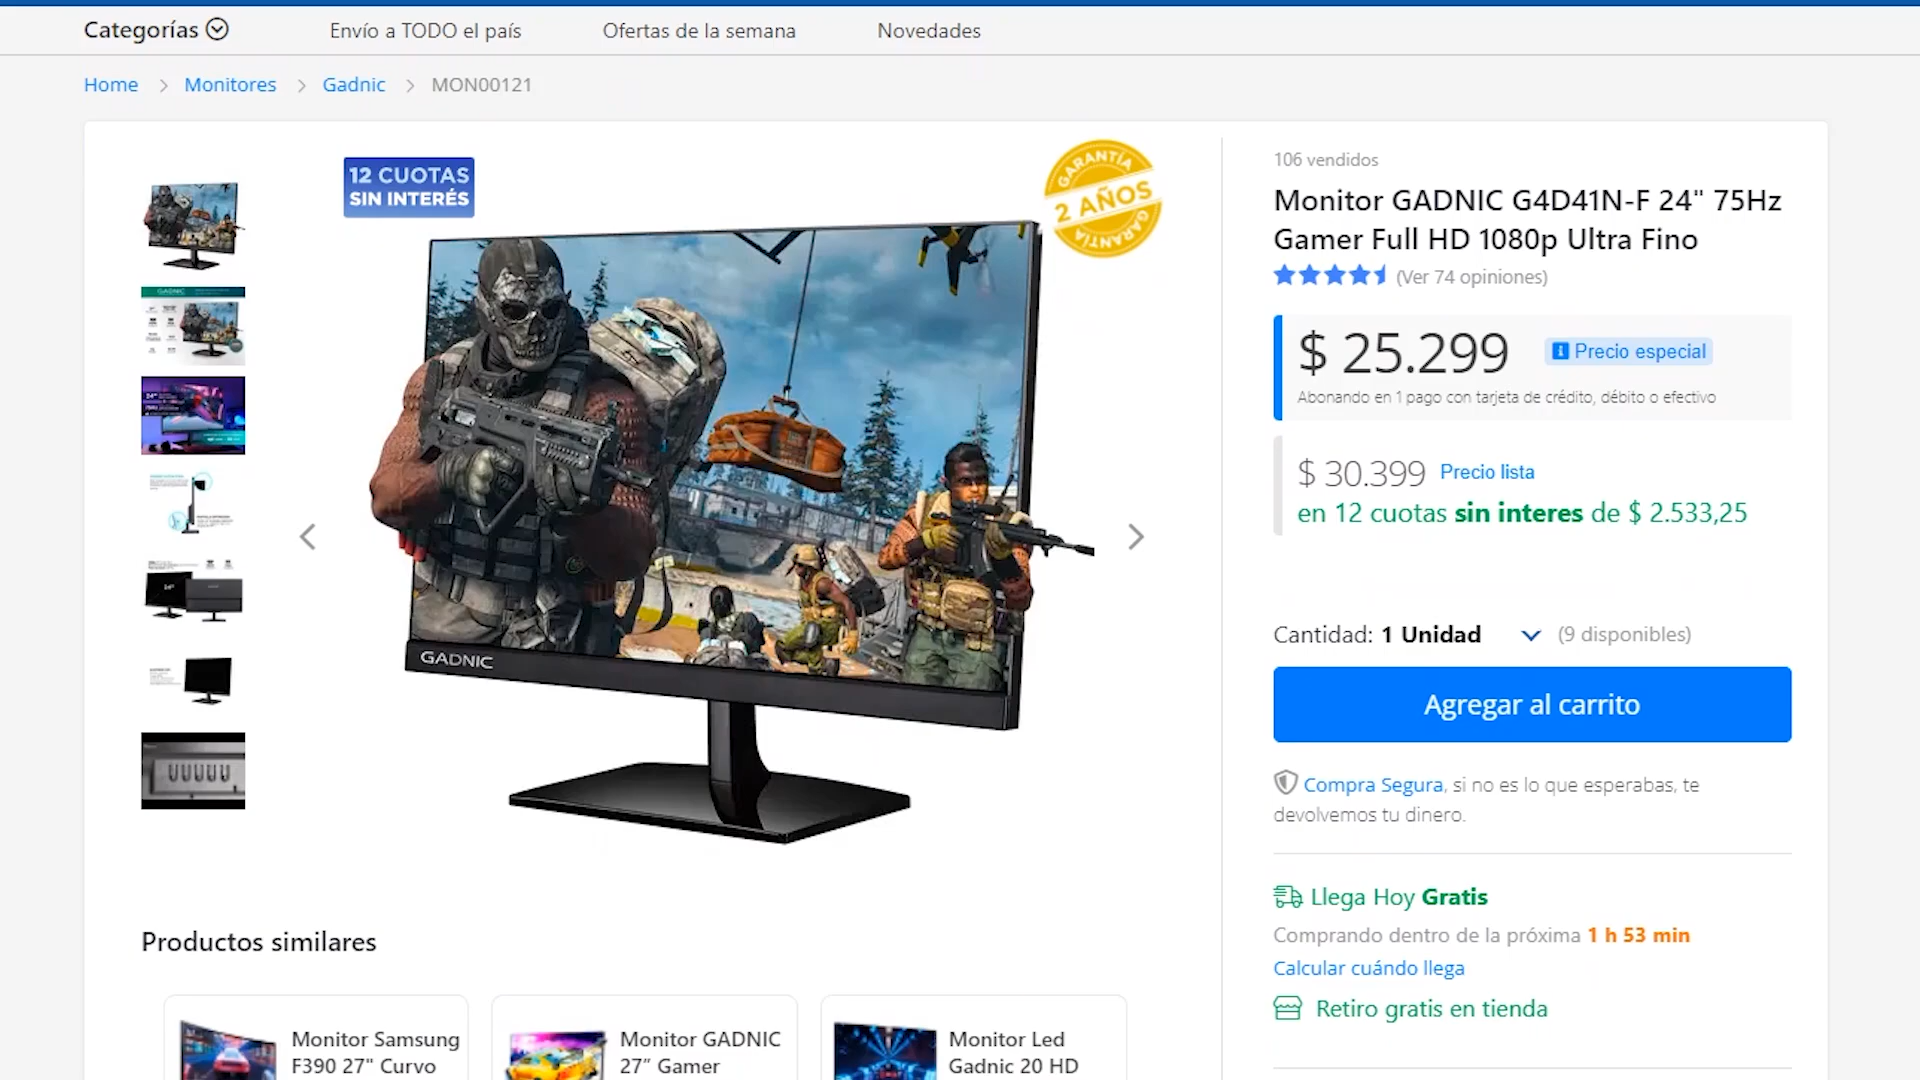 Categorías
Envío a TODO el país
Ofertas de la semana
Novedades
Home > Monitores > Gadnic > MON00121
12 CUOTAS
SIN INTERÉS
GARANTÍA
2 AÑOS
GARANTÍA
GADNIC
106 vendidos
Monitor GADNIC G4D41N-F 24" 75Hz
Gamer Full HD 1080p Ultra Fino
(Ver 74 opiniones)
$ 25.299
Precio especial
Abonando en 1 pago con tarjeta de crédito, débito o efectivo
$ 30.399 Precio lista
en 12 cuotas sin interes de $ 2.533,25
Cantidad: 1 Unidad (9 disponibles)
Agregar al carrito
Compra Segura, si no es lo que esperabas, te
devolvemos tu dinero.
Llega Hoy Gratis
Comprando dentro de la próxima 1 h 53 min
Calcular cuándo llega
Retiro gratis en tienda
Productos similares
Monitor Samsung
F390 27" Curvo
Monitor GADNIC
27” Gamer
Monitor Led
Gadnic 20 HD